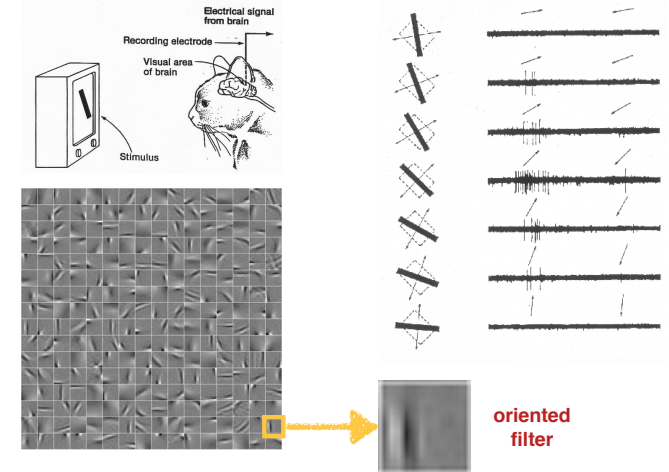 Electrical signal
from brain
Recording electrode
Visual area
of brain
Stimulus
oriented
filter